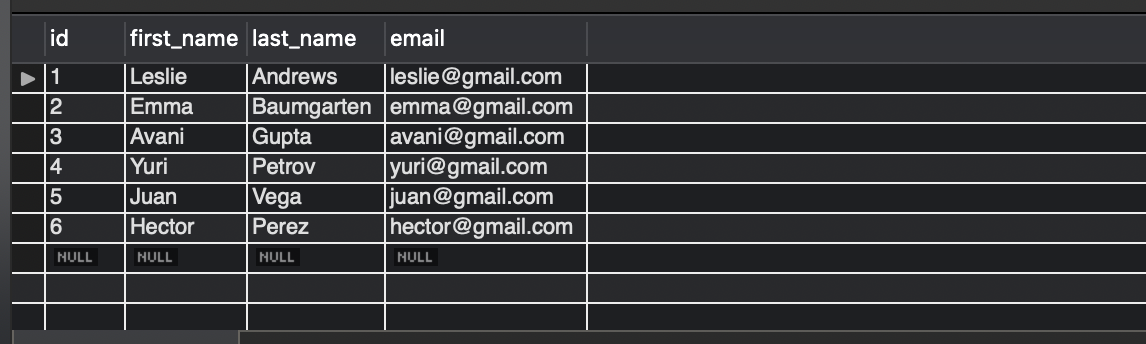 id first_name last_name email
1 Leslie Andrews leslie@gmail.com
2 Emma Baumgarten emma@gmail.com
3 Avani Gupta avani@gmail.com
4 Yuri Petrov yuri@gmail.com
5 Juan Vega juan@gmail.com
6 Hector Perez hector@gmail.com
NULL NULL NULL NULL